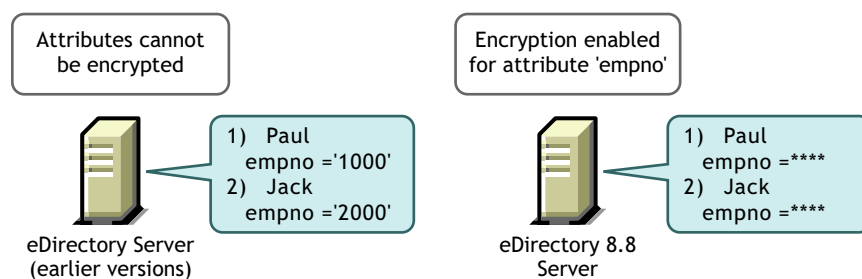 Attributes cannot
be encrypted
1) Paul
empno ='1000'
2) Jack
empno ='2000'
eDirectory Server
(earlier versions)
Encryption enabled
for attribute 'empno'
1) Paul
empno =****
2) Jack
empno =****
eDirectory 8.8
Server